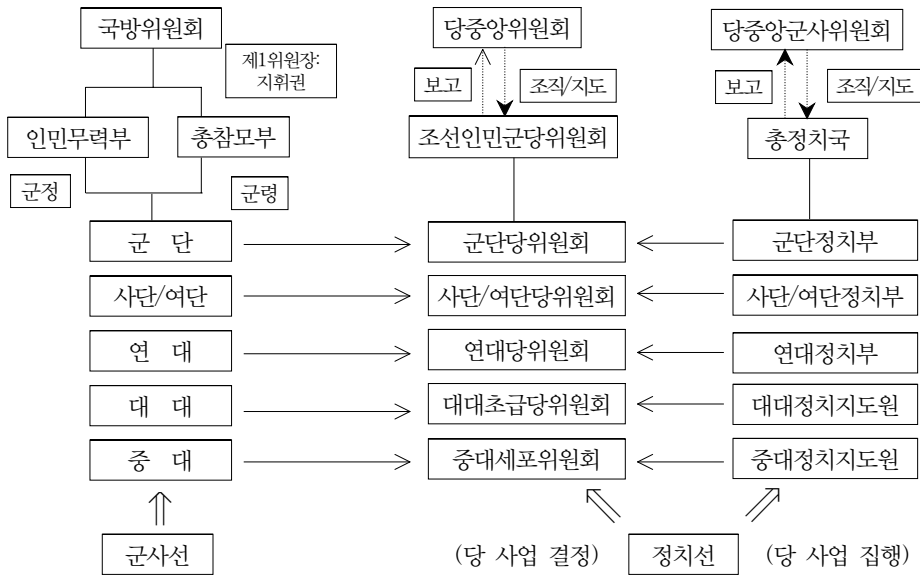 국방위원회
당중앙위원회
당중앙군사위원회
제1위원장:
지휘권
보고
조직/지도
보고
조직/지도
인민무력부
총참모부
조선인민군당위원회
총정치국
군정
군령
군 단
군단당위원회
군단정치부
사단/여단
사단/여단당위원회
사단/여단정치부
연 대
연대당위원회
연대정치부
대 대
대대초급당위원회
대대정치지도원
중 대
중대세포위원회
중대정치지도원
군사선
(당 사업 결정)
정치선
(당 사업 집행)